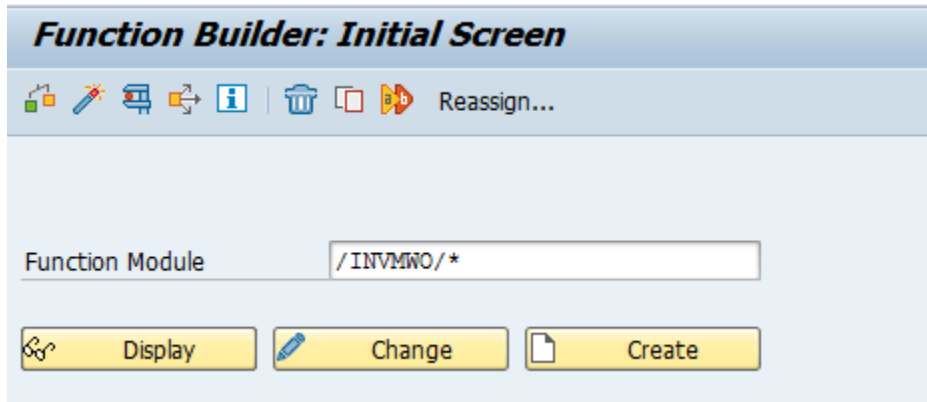 Function Builder: Initial Screen
Reassign...
Function Module /INVMWO/*
Display Change Create